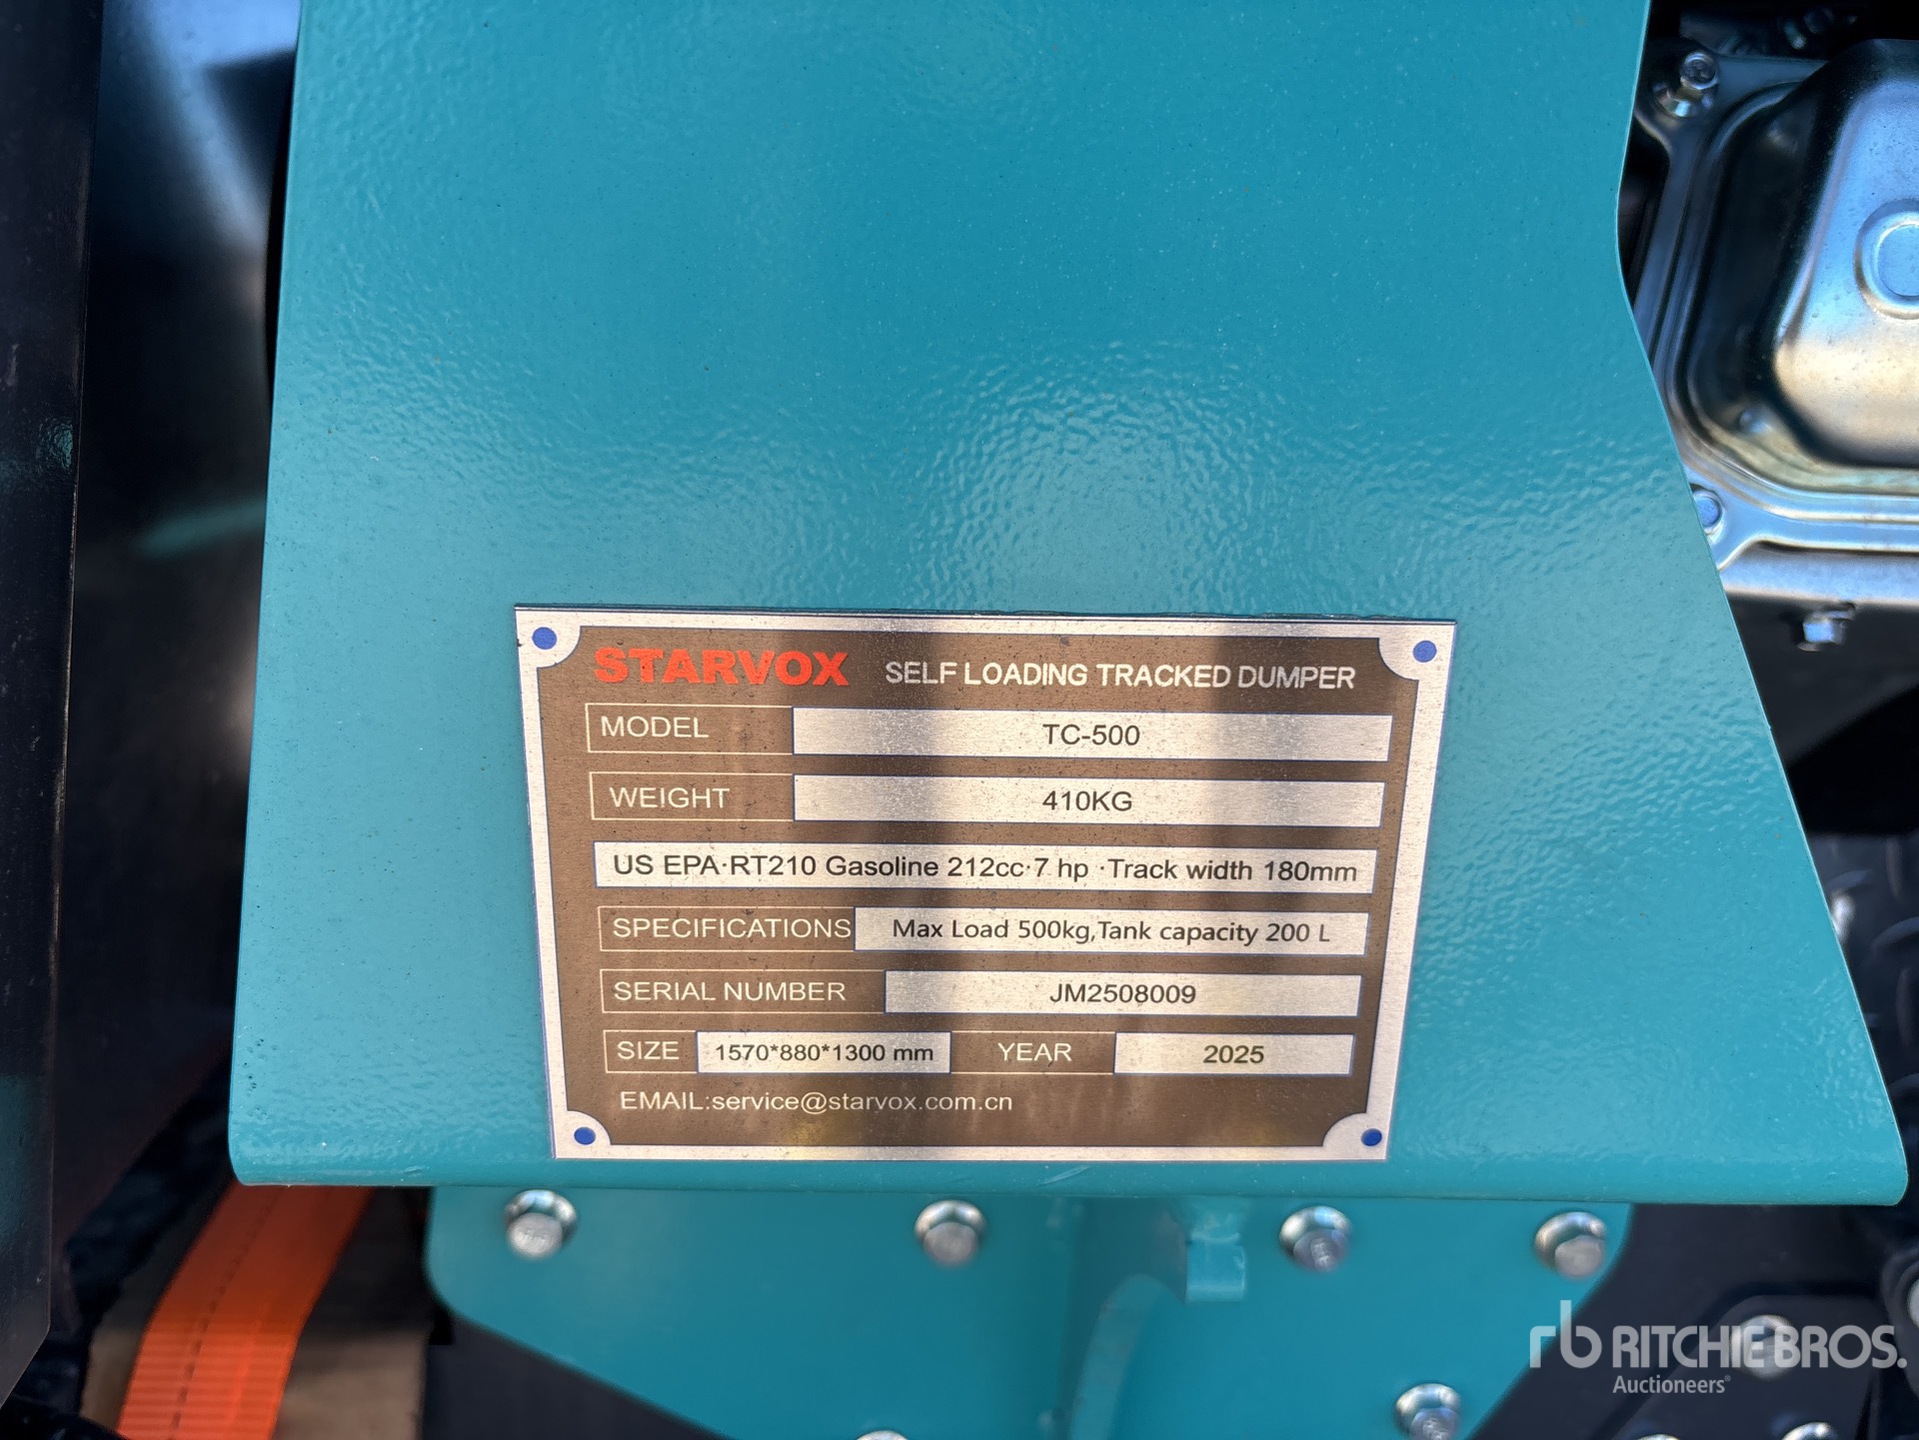 STARVOX SELF LOADING TRACKED DUMPER
MODEL TC-500
WEIGHT 410KG
US EPA·RT210 Gasoline 212cc·7 hp ·Track width 180mm
SPECIFICATIONS Max Load 500kg,Tank capacity 200 L
SERIAL NUMBER JM2508009
SIZE 1570*880*1300 mm YEAR 2025
EMAIL:service@starvox.com.cn
rb RITCHIE BROS.
Auctioneers®